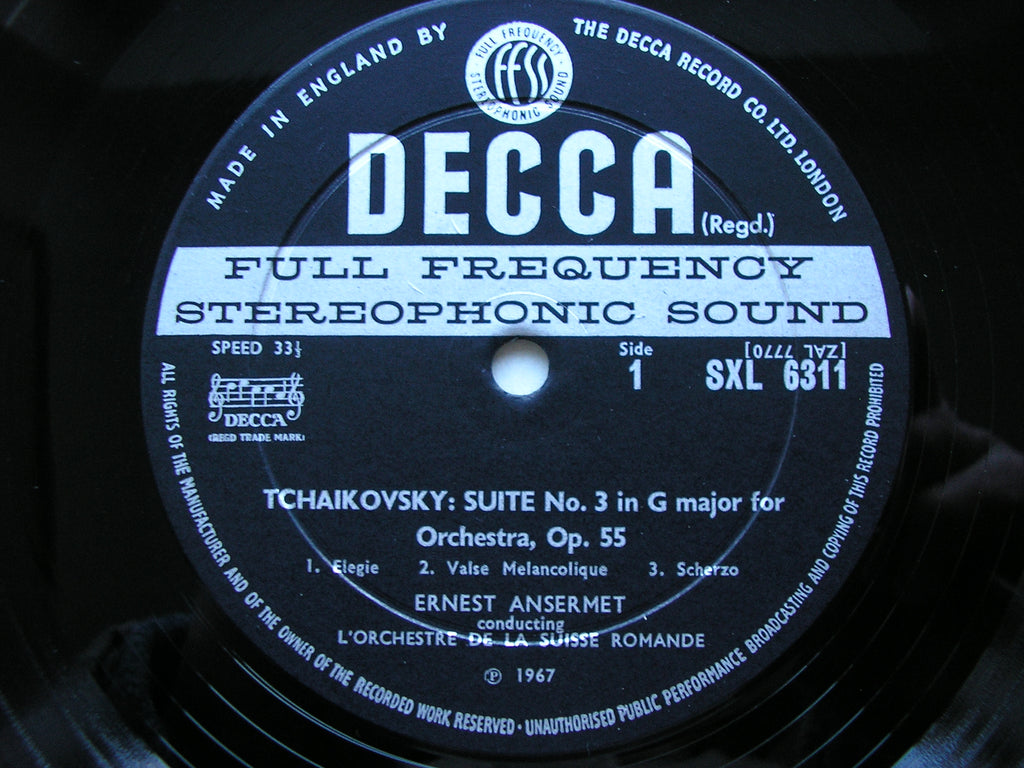 MADE IN ENGLAND BY
THE DECCA RECORD CO. LTD. LONDON
FULL FREQUENCY
FFSS
STEREOPHONIC SOUND
DECCA (Regd.)
FULL FREQUENCY
STEREOPHONIC SOUND
SPEED 33⅓
DECCA
(REGD TRADE MARK)
Side
1
[ZAL 7770]
SXL 6311
TCHAIKOVSKY: SUITE No. 3 in G major for
Orchestra, Op. 55
1. Elegie 2. Valse Melancolique 3. Scherzo
ERNEST ANSERMET
conducting
L'ORCHESTRE DE LA SUISSE ROMANDE
℗ 1967
ALL RIGHTS OF THE MANUFACTURER AND OF THE OWNER OF THE RECORDED WORK RESERVED · UNAUTHORISED PUBLIC PERFORMANCE BROADCASTING AND COPYING OF THIS RECORD PROHIBITED